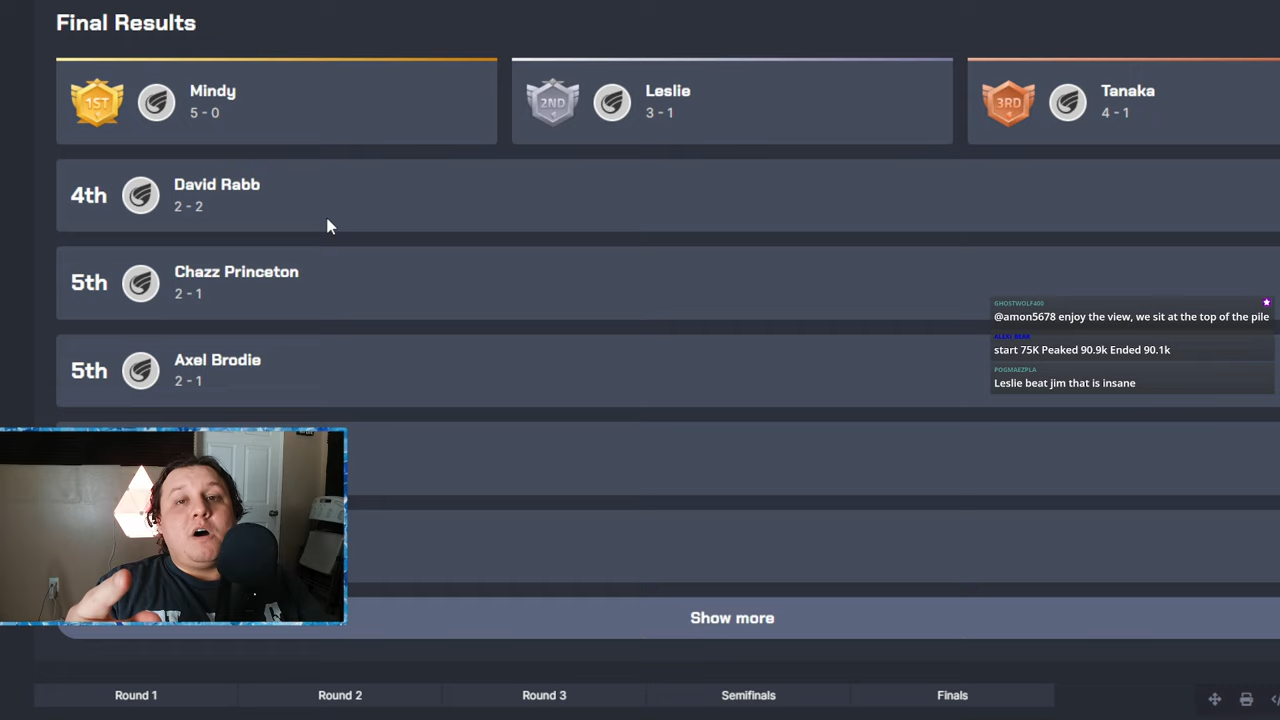 Final Results
1ST
Mindy
5 - 0
2ND
Leslie
3 - 1
3RD
Tanaka
4 - 1
4th
David Rabb
2 - 2
5th
Chazz Princeton
2 - 1
5th
Axel Brodie
2 - 1
GHOSTWOLF400
@amon5678 enjoy the view, we sit at the top of the pile
start 75K Peaked 90.9k Ended 90.1k
POGMAEZPLA
Leslie beat jim that is insane
Show more
Round 1
Round 2
Round 3
Semifinals
Finals